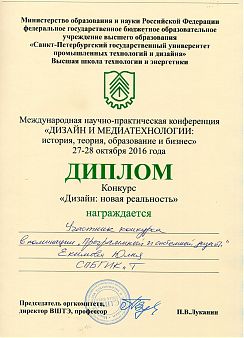 Министерство образования и науки Российской Федерации
федеральное государственное бюджетное образовательное
учреждение высшего образования
«Санкт-Петербургский государственный университет
промышленных технологий и дизайна»
Высшая школа технологии и энергетики
Международная научно-практическая конференция
«ДИЗАЙН И МЕДИАТЕХНОЛОГИИ:
история, теория, образование и бизнес»
27-28 октября 2016 года
ДИПЛОМ
Конкурс
«Дизайн: новая реальность»
награждается
Участник конкурса
в номинации
Екимова Юлия
Председатель оргкомитета,
директор ВШТЭ, профессор
П.В.Луканин